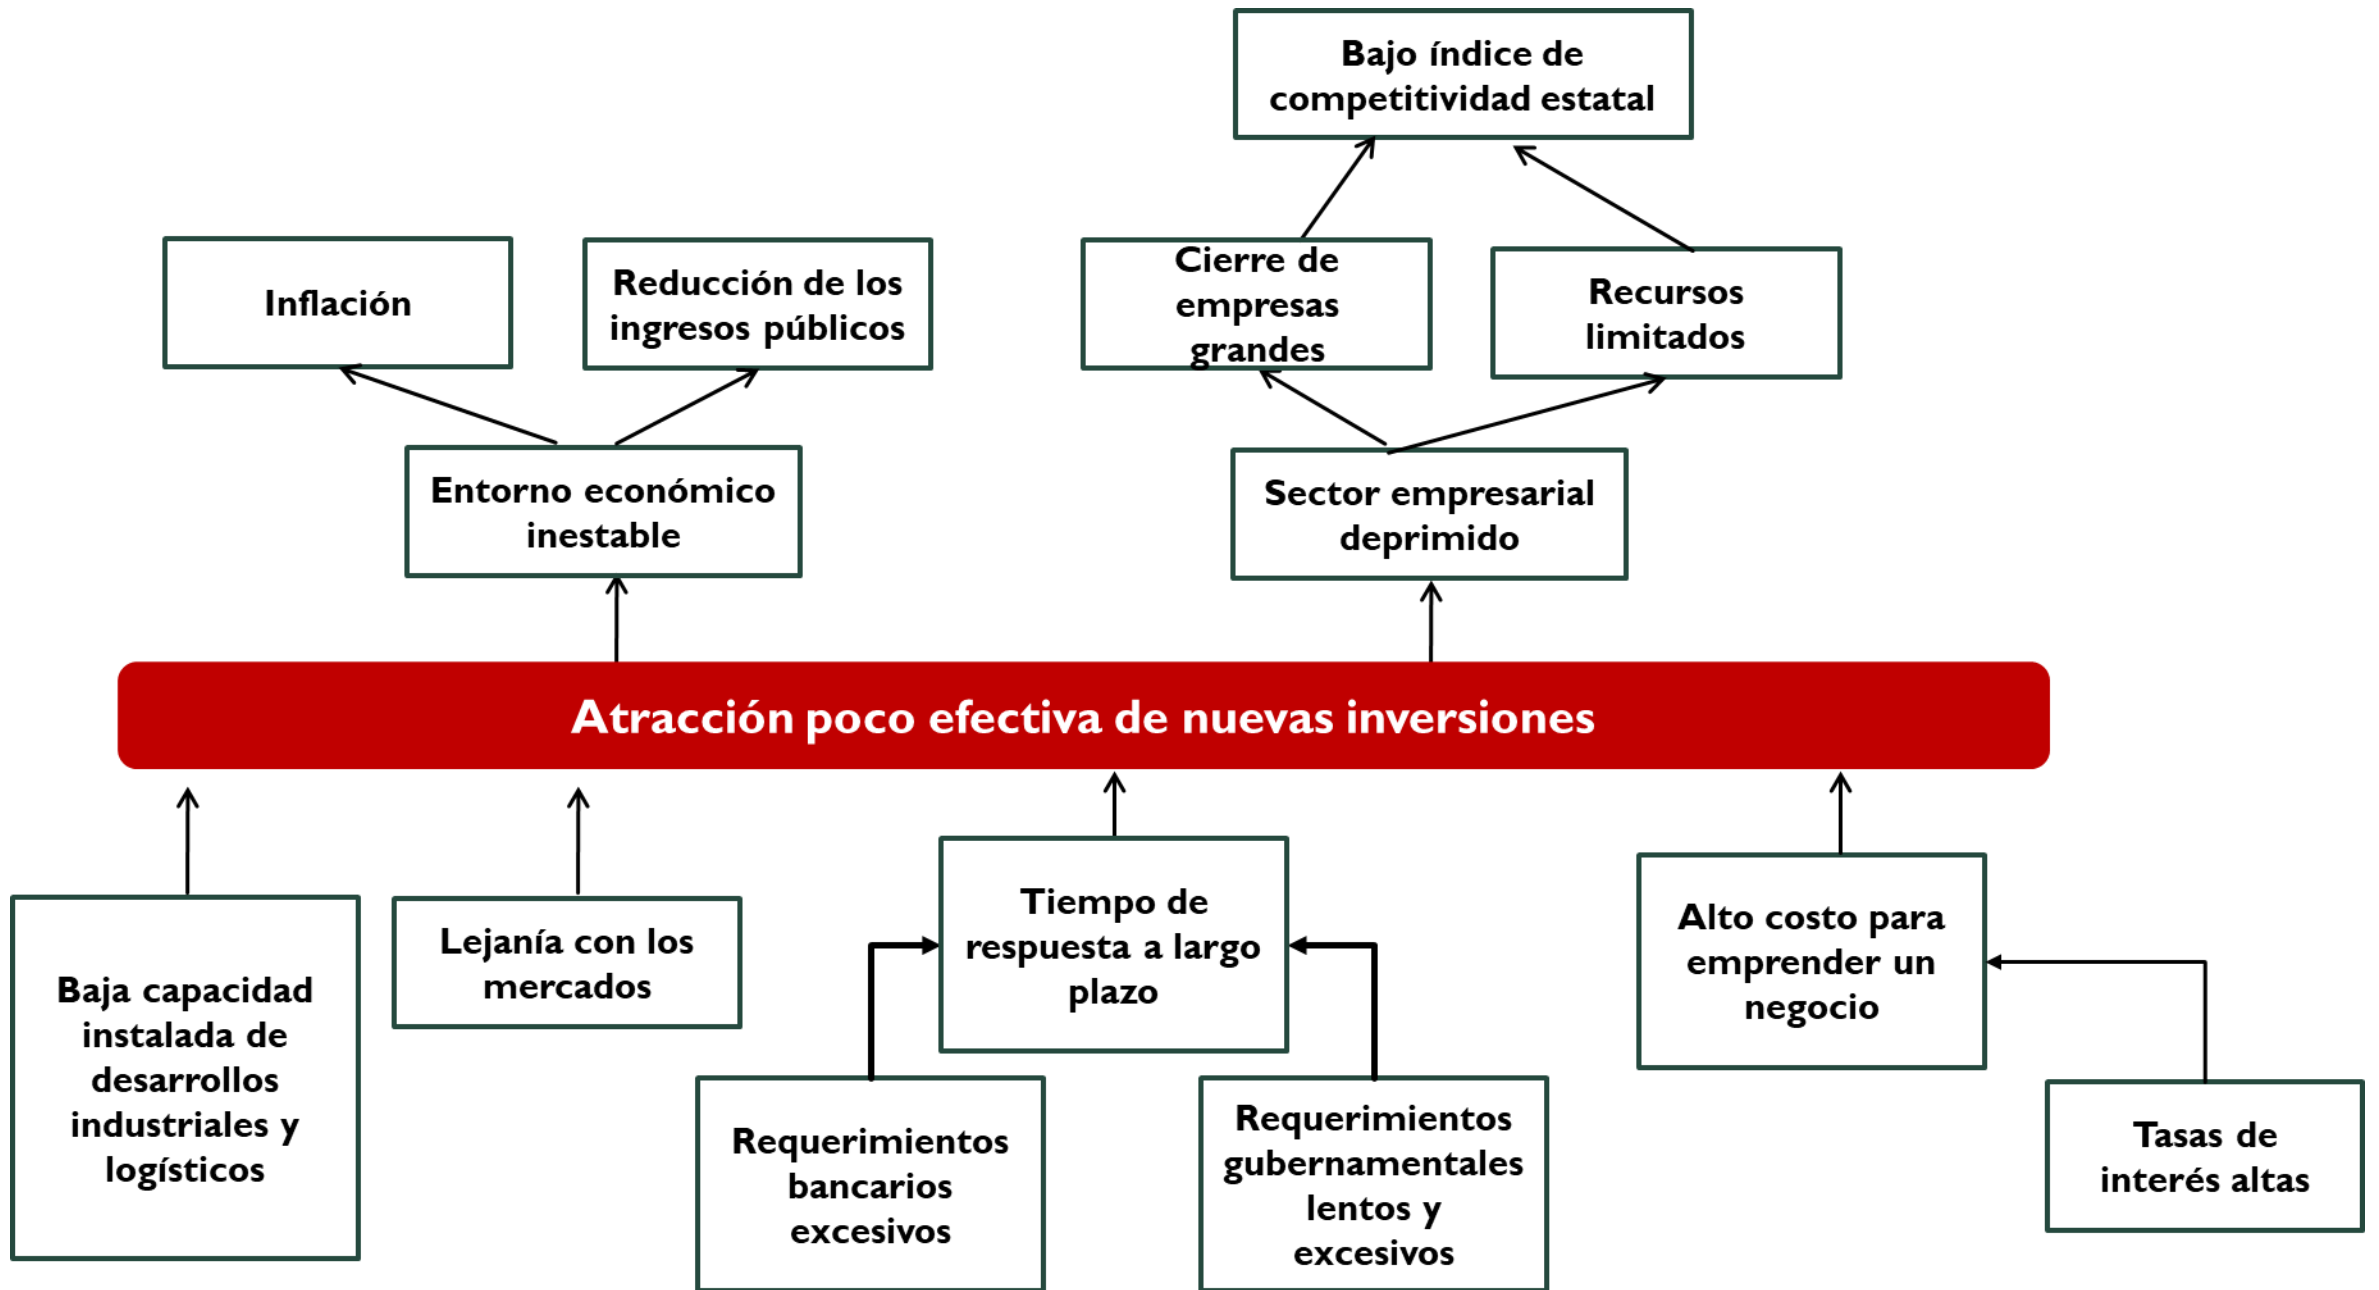 Bajo índice de
competitividad estatal
Inflación
Reducción de los
ingresos públicos
Cierre de
empresas
grandes
Recursos
limitados
Entorno económico
inestable
Sector empresarial
deprimido
Atracción poco efectiva de nuevas inversiones
Baja capacidad
instalada de
desarrollos
industriales y
logísticos
Lejanía con los
mercados
Tiempo de
respuesta a largo
plazo
Alto costo para
emprender un
negocio
Requerimientos
bancarios
excesivos
Requerimientos
gubernamentales
lentos y
excesivos
Tasas de
interés altas